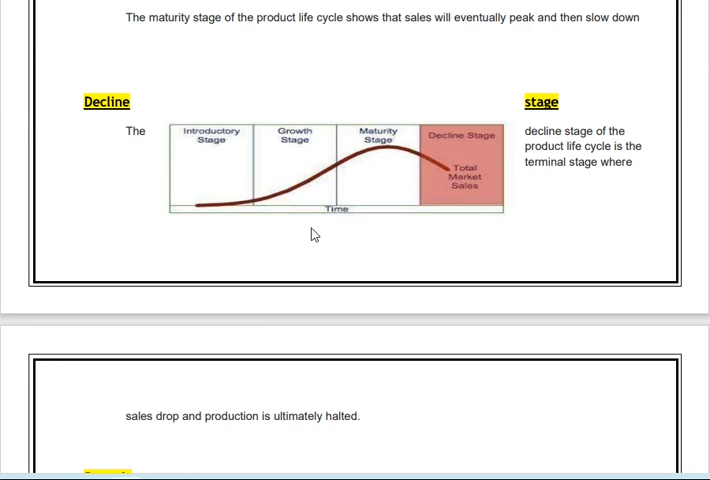 The maturity stage of the product life cycle shows that sales will eventually peak and then slow down
Decline stage
The
Introductory Stage
Growth Stage
Maturity Stage
Decline Stage
Total
Market
Sales
Time
decline stage of the
product life cycle is the
terminal stage where
sales drop and production is ultimately halted.